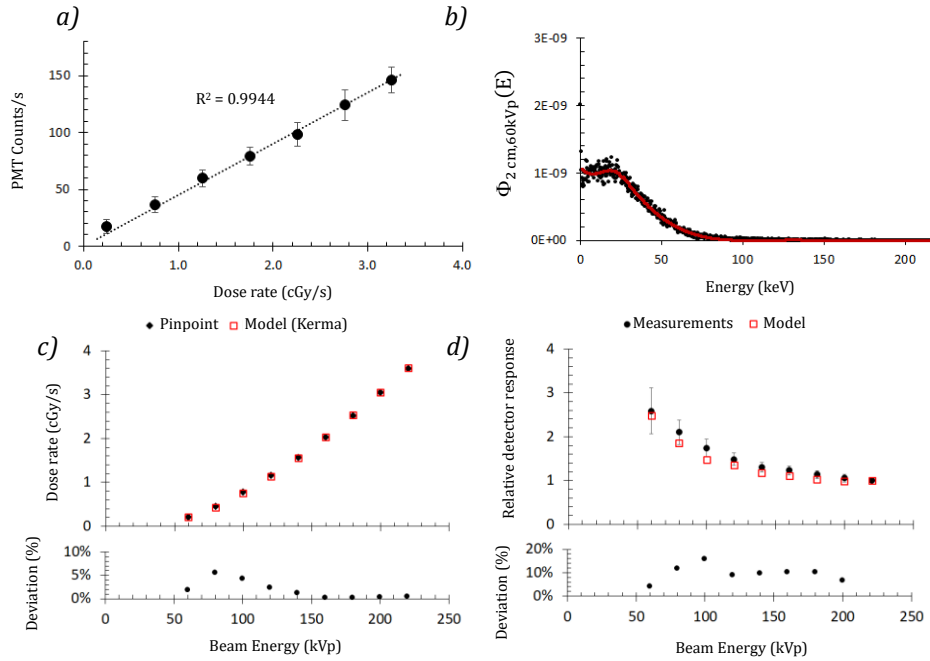 a)
PMT Counts/s
150
100
50
0
R² = 0.9944
0.0 1.0 2.0 3.0 4.0
Dose rate (cGy/s)
b)
Φ2 cm,60kVp(E)
3E-09
2E-09
1E-09
0E+00
0 50 100 150 200
Energy (keV)
Pinpoint Model (Kerma)
c)
Dose rate (cGy/s)
4
3
2
1
0
Deviation (%)
10%
5%
0%
0 50 100 150 200 250
Beam Energy (kVp)
Measurements Model
d)
Relative detector response
4
3
2
1
0
Deviation (%)
20%
10%
0%
0 50 100 150 200 250
Beam Energy (kVp)